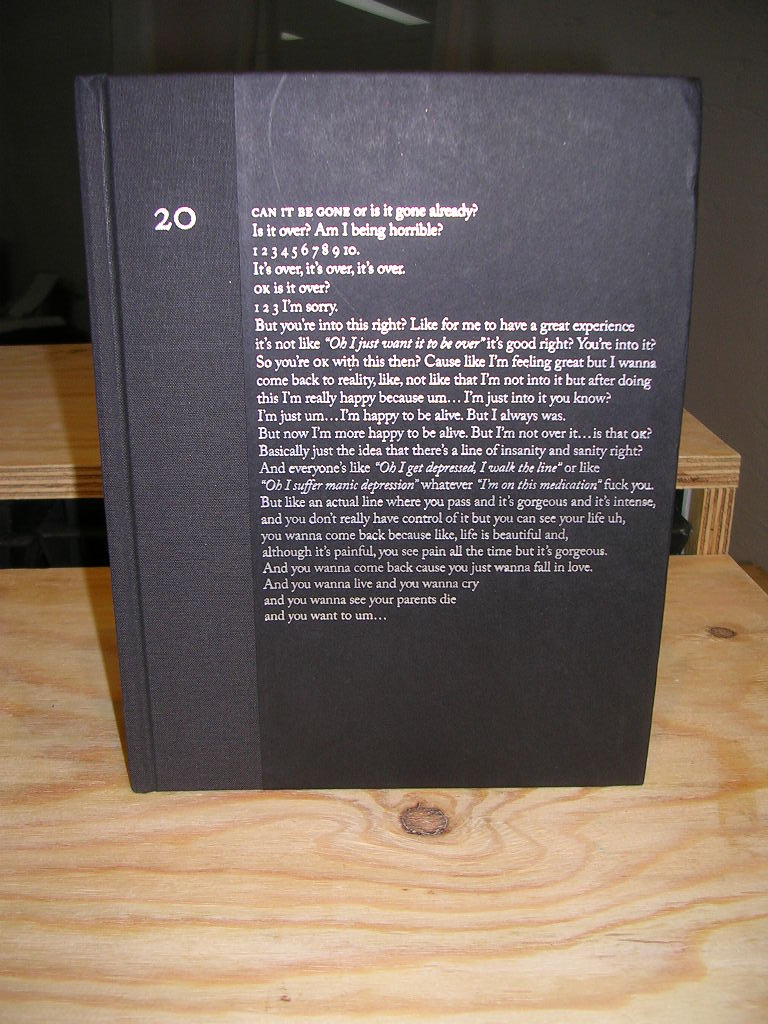 20
CAN IT BE GONE or is it gone already?
Is it over? Am I being horrible?
1 2 3 4 5 6 7 8 9 10.
It's over, it's over, it's over.
OK is it over?
1 2 3 I'm sorry.
But you're into this right? Like for me to have a great experience
it's not like "Oh I just want it to be over" it's good right? You're into it?
So you're OK with this then? Cause like I'm feeling great but I wanna
come back to reality, like, not like that I'm not into it but after doing
this I'm really happy because um... I'm just into it you know?
I'm just um...I'm happy to be alive. But I always was.
But now I'm more happy to be alive. But I'm not over it...is that OK?
Basically just the idea that there's a line of insanity and sanity right?
And everyone's like "Oh I get depressed, I walk the line" or like
"Oh I suffer manic depression" whatever "I'm on this medication" fuck you.
But like an actual line where you pass and it's gorgeous and it's intense,
and you don't really have control of it but you can see your life uh,
you wanna come back because like, life is beautiful and,
although it's painful, you see pain all the time but it's gorgeous.
And you wanna come back cause you just wanna fall in love.
And you wanna live and you wanna cry
and you wanna see your parents die
and you want to um...